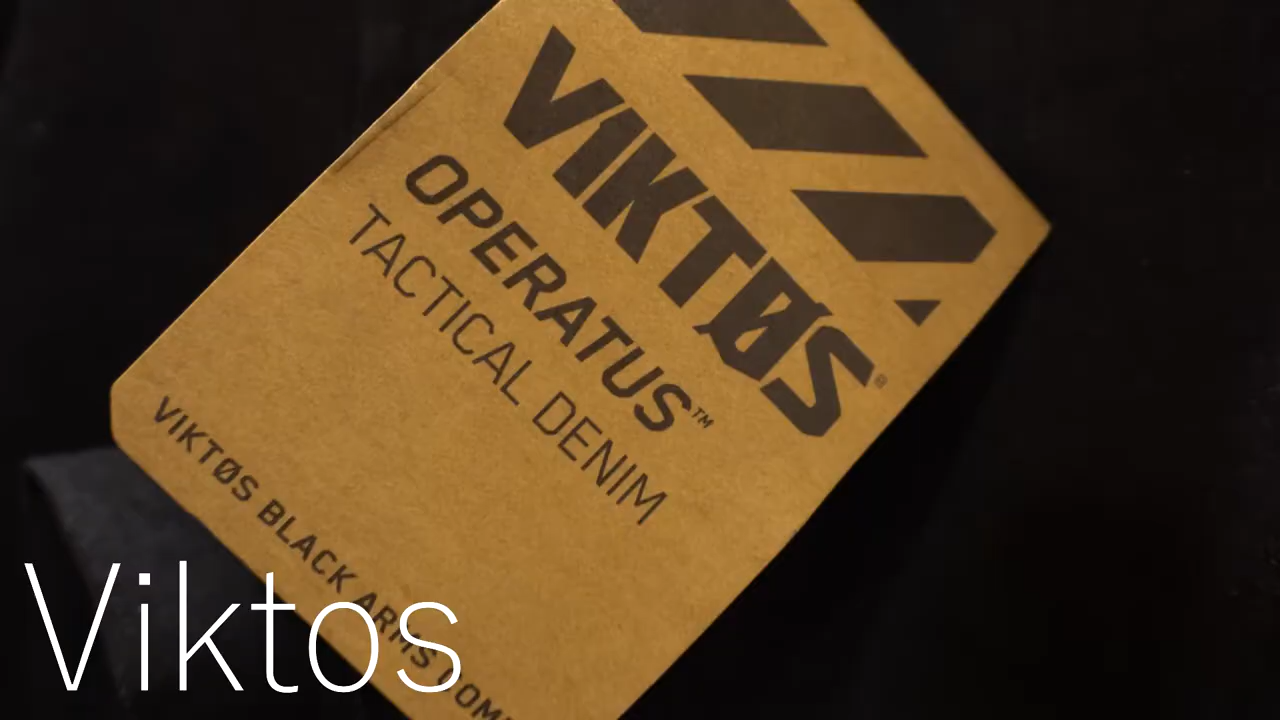 VIKTØS®
OPERATUS™
TACTICAL DENIM
VIKTØS BLACK ARMS
Viktos